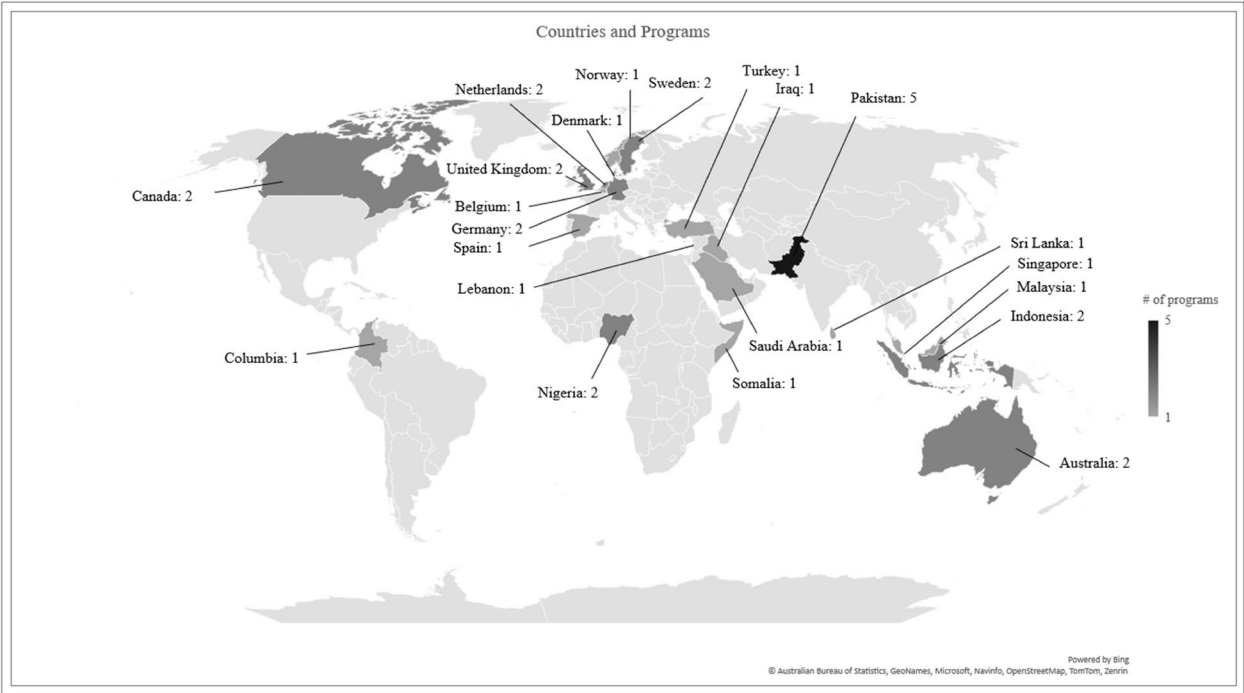 Countries and Programs
Norway: 1
Sweden: 2
Turkey: 1
Iraq: 1
Netherlands: 2
Pakistan: 5
Denmark: 1
United Kingdom: 2
Canada: 2
Belgium: 1
Germany: 2
Spain: 1
Lebanon: 1
Sri Lanka: 1
Singapore: 1
Malaysia: 1
Indonesia: 2
# of programs
5
1
Saudi Arabia: 1
Columbia: 1
Somalia: 1
Nigeria: 2
Australia: 2
Powered by Bing
© Australian Bureau of Statistics, GeoNames, Microsoft, Navinfo, OpenStreetMap, TomTom, Zenrin